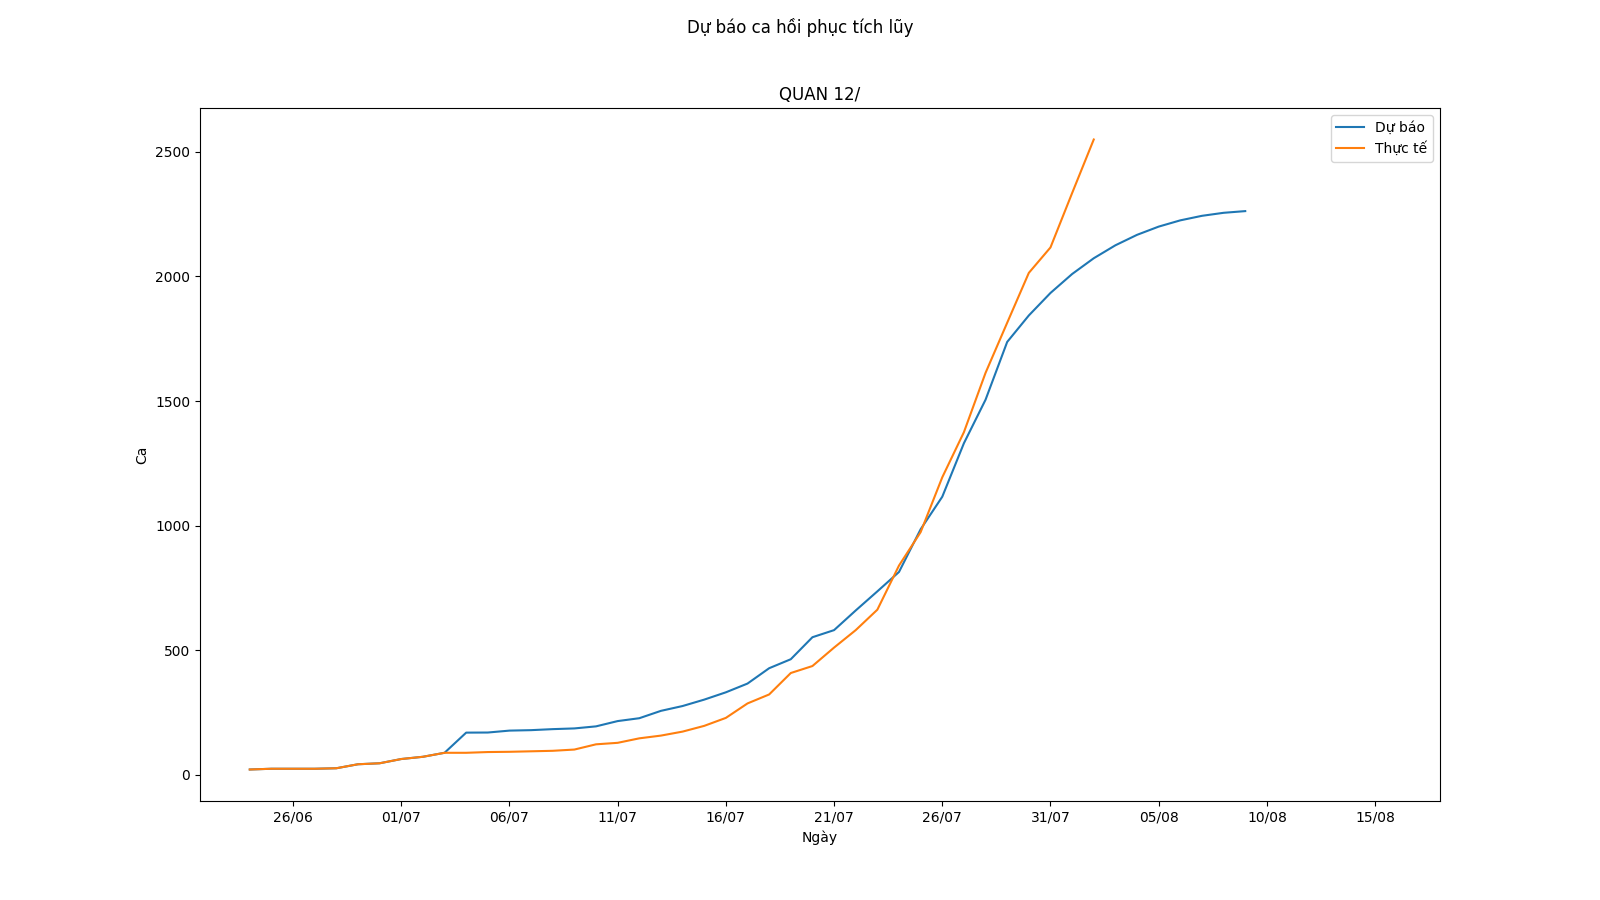 Dự báo ca hồi phục tích lũy
QUAN 12/
Dự báo
Thực tế
2500
2000
1500
1000
500
0
Ca
26/06
01/07
06/07
11/07
16/07
21/07
26/07
31/07
05/08
10/08
15/08
Ngày